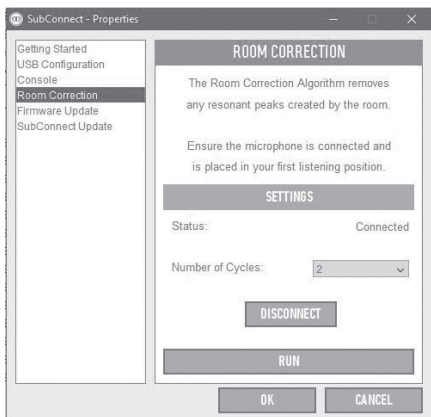 SubConnect - Properties
Getting Started
USB Configuration
Console
Room Correction
Firmware Update
SubConnect Update
ROOM CORRECTION
The Room Correction Algorithm removes
any resonant peaks created by the room.
Ensure the microphone is connected and
is placed in your first listening position.
SETTINGS
Status: Connected
Number of Cycles: 2
DISCONNECT
RUN
OK CANCEL